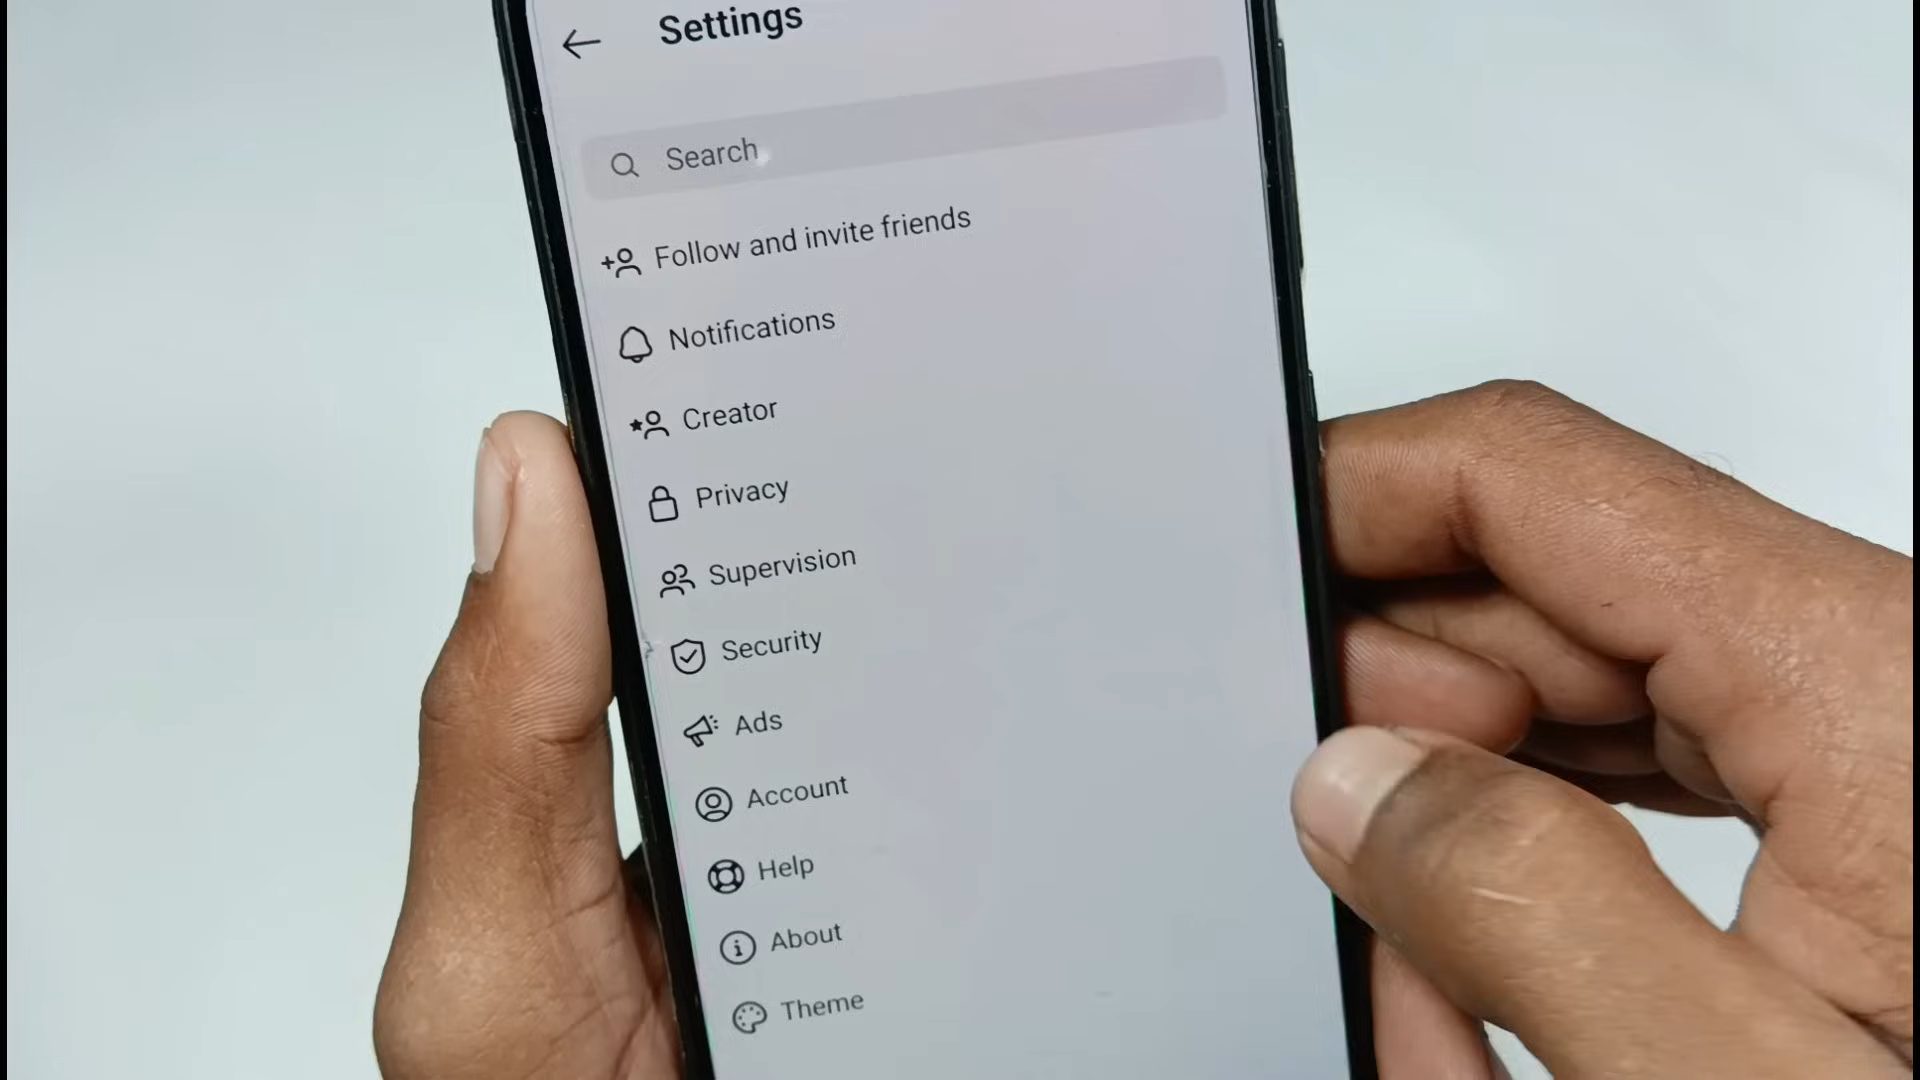 Settings
Search
Follow and invite friends
Notifications
Creator
Privacy
Supervision
Security
Ads
Account
Help
About
Theme